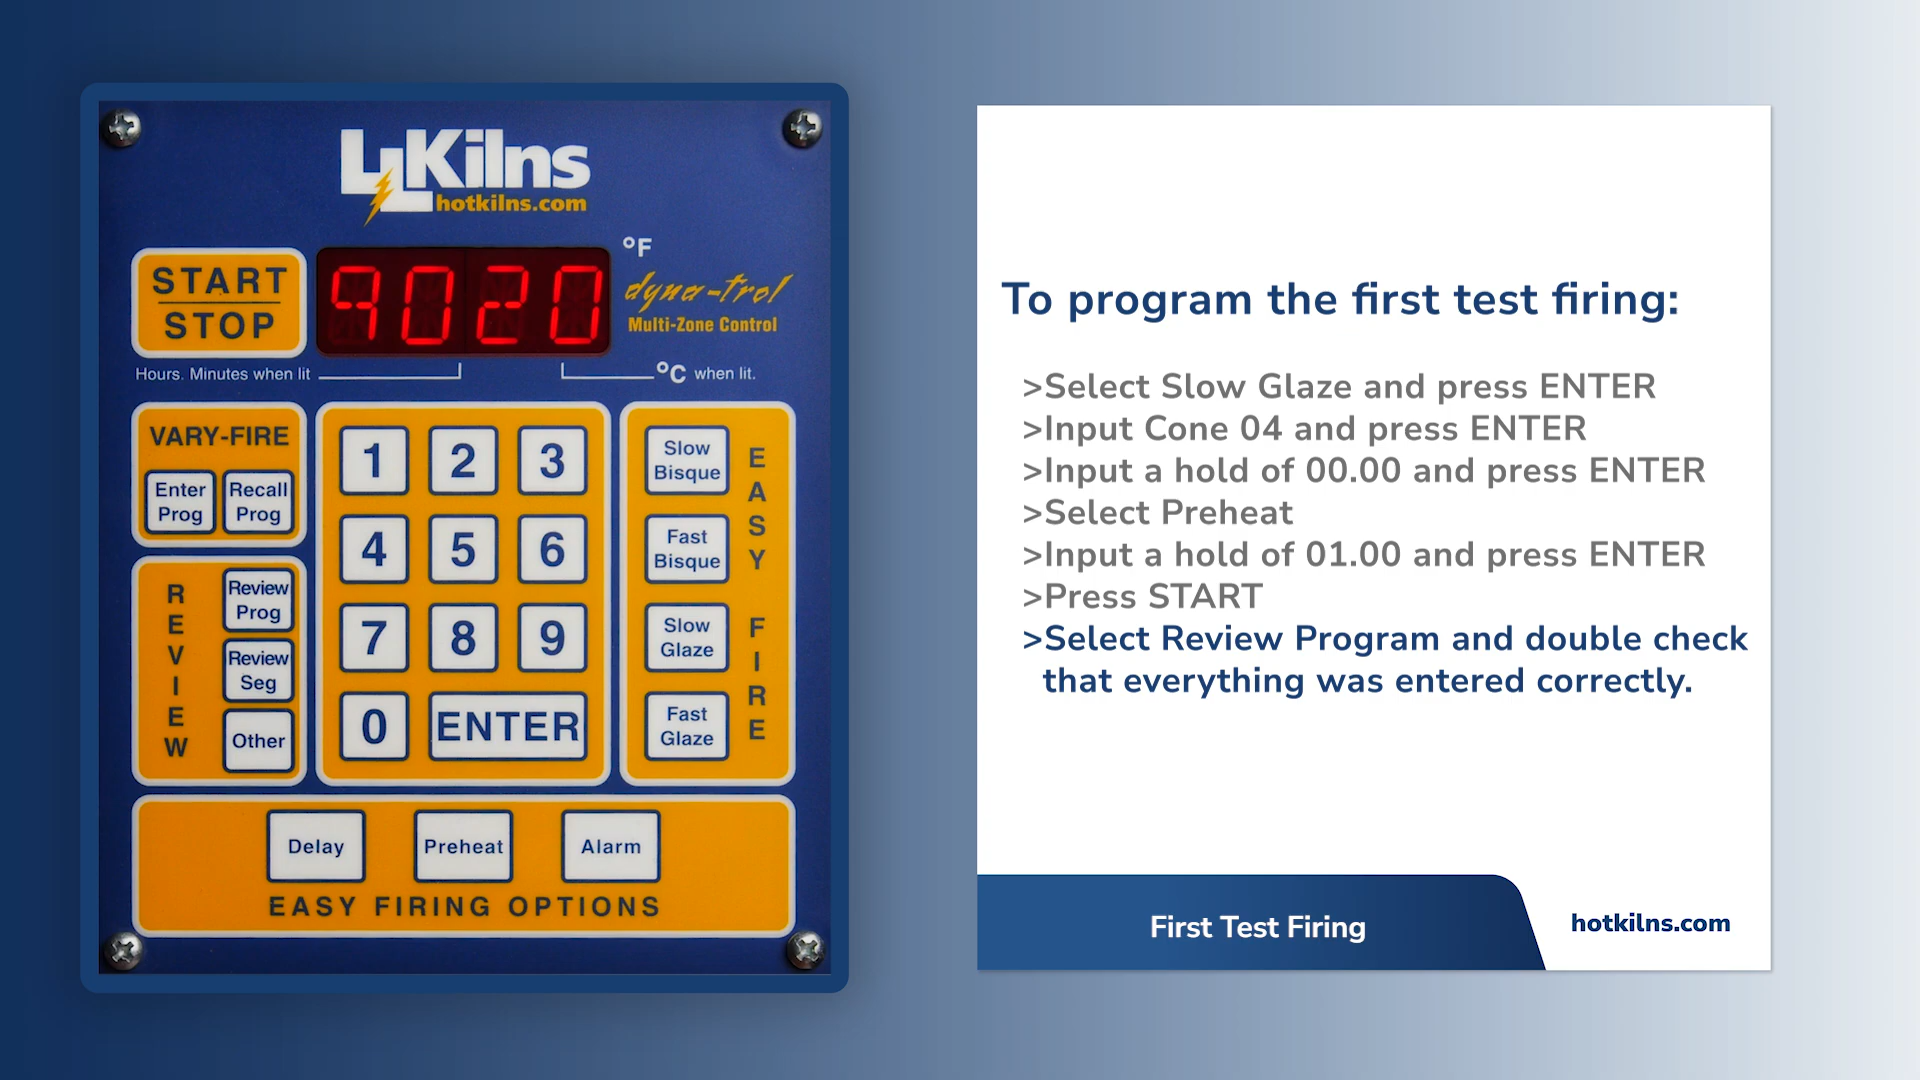 L&L Kilns
hotkilns.com
START
STOP
9020
°F
dyna-trol
Multi-Zone Control
Hours. Minutes when lit
°C when lit.
VARY-FIRE
Enter
Prog
Recall
Prog
REVIEW
Review
Prog
Review
Seg
Other
1 2 3
4 5 6
7 8 9
0 ENTER
Slow
Bisque
Fast
Bisque
Slow
Glaze
Fast
Glaze
EASY FIRE
Delay
Preheat
Alarm
EASY FIRING OPTIONS
To program the first test firing:
>Select Slow Glaze and press ENTER
>Input Cone 04 and press ENTER
>Input a hold of 00.00 and press ENTER
>Select Preheat
>Input a hold of 01.00 and press ENTER
>Press START
>Select Review Program and double check
that everything was entered correctly.
First Test Firing
hotkilns.com